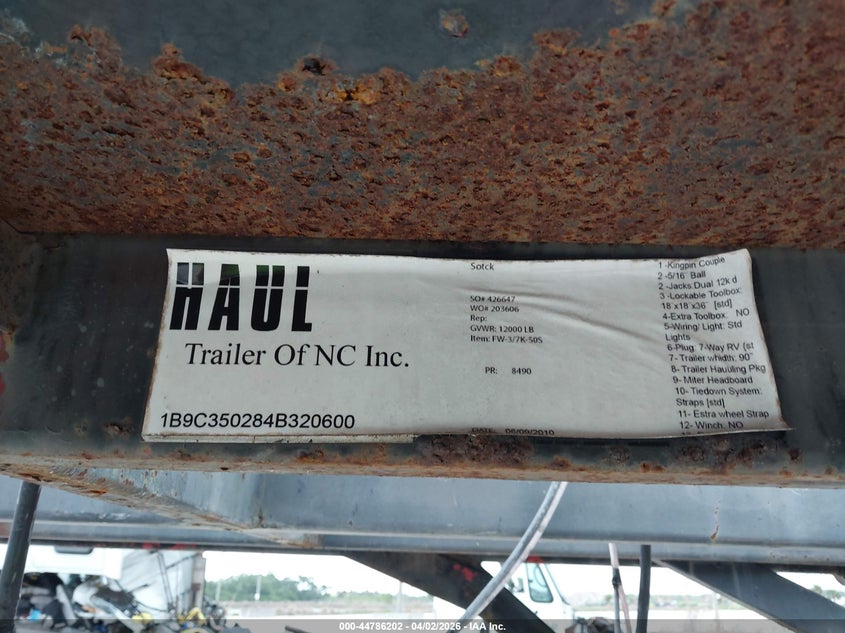 HAUL
Trailer Of NC Inc.
1B9C350284B320600
Sotck
SO# 426647
WO# 203606
Rep:
GVWR: 12000 LB
Item: FW-3/7K-50S
PR: 8490
DATE: 06/09/2010
1 -Kingpin Couple
2 -5/16" Ball
2 -Jacks Dual 12k d
3 -Lockable Toolbox:
18"x18"x36" [std]
4-Extra Toolbox: NO
5-Wiring/ Light: Std
Lights
6-Plug: 7-Way RV [st
7- Trailer whidth: 90"
8- Trailer Hauüling Pkg
9- Miter Headboard
10- Tiedown System:
Straps [std]
11- Estra wheel Strap
12- Winch: NO
000-44786202 - 04/02/2026 - IAA Inc.